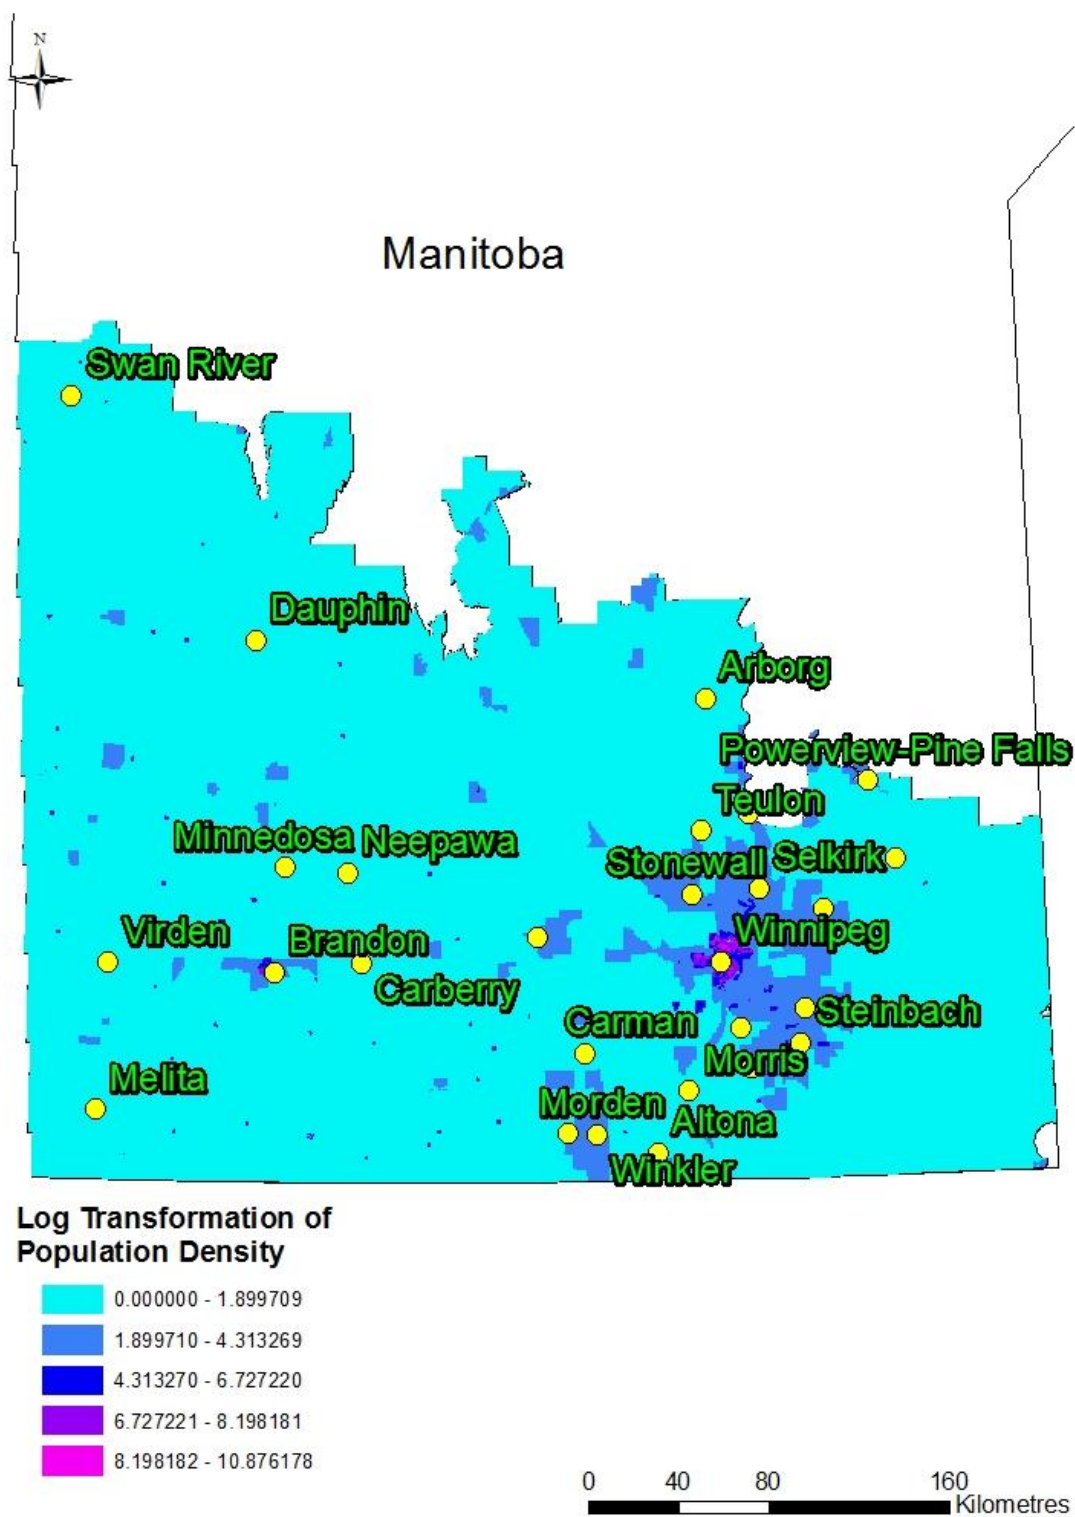 N
Manitoba
Swan River
Dauphin
Arborg
Powerview-Pine Falls
Teulon
Minnedosa Neepawa
Stonewall Selkirk
Virden Brandon Winnipeg
Carberry
Carman Steinbach
Morris
Melita
Morden Altona
Winkler
Log Transformation of
Population Density
0.000000 - 1.899709
1.899710 - 4.313269
4.313270 - 6.727220
6.727221 - 8.198181
8.198182 - 10.876178
0 40 80 160
Kilometres